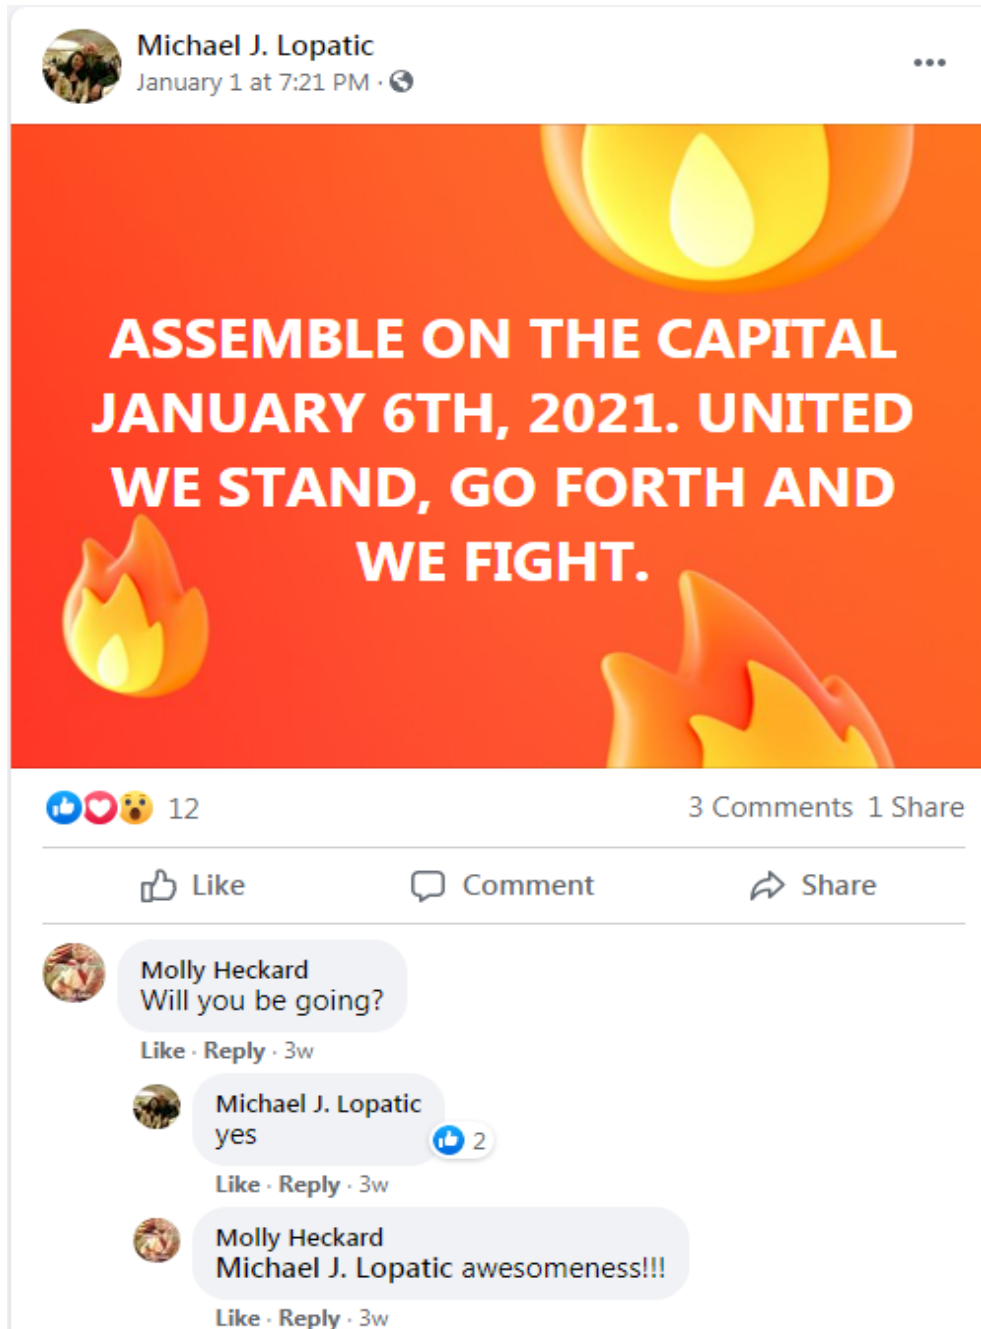 Michael J. Lopatic
January 1 at 7:21 PM ·
ASSEMBLE ON THE CAPITAL
JANUARY 6TH, 2021. UNITED
WE STAND, GO FORTH AND
WE FIGHT.
12
3 Comments 1 Share
Like Comment Share
Molly Heckard
Will you be going?
Like · Reply · 3w
Michael J. Lopatic
yes
2
Like · Reply · 3w
Molly Heckard
Michael J. Lopatic awesomeness!!!
Like · Reply · 3w